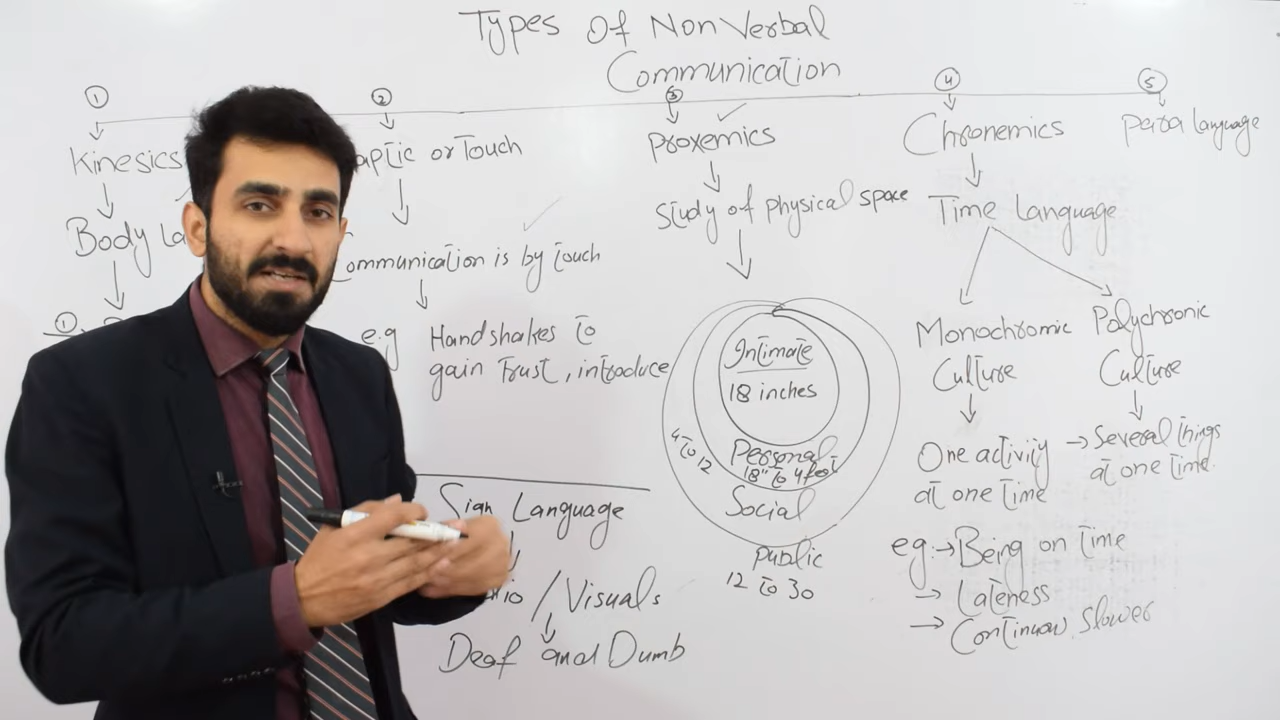 Types Of Non Verbal
Communication
①
②
③
④
⑤
Kinesics
aptic or Touch
Proxemics
Chronemics
Para language
Body La
Communication is by Touch
Study of physical space
Time Language
①
e.g Handshakes to
gain Trust, introduce
Intimate
18 inches
Personal
18" to 4 feet
4 to 12
Social
Public
12 to 30
Monochromic
Culture
Polychronic
Culture
One activity
at one Time
→ Several Things
at one Time.
eg:→ Being on Time
→ Lateness
→ Slower
Sign Language
io / Visuals
Deaf and Dumb